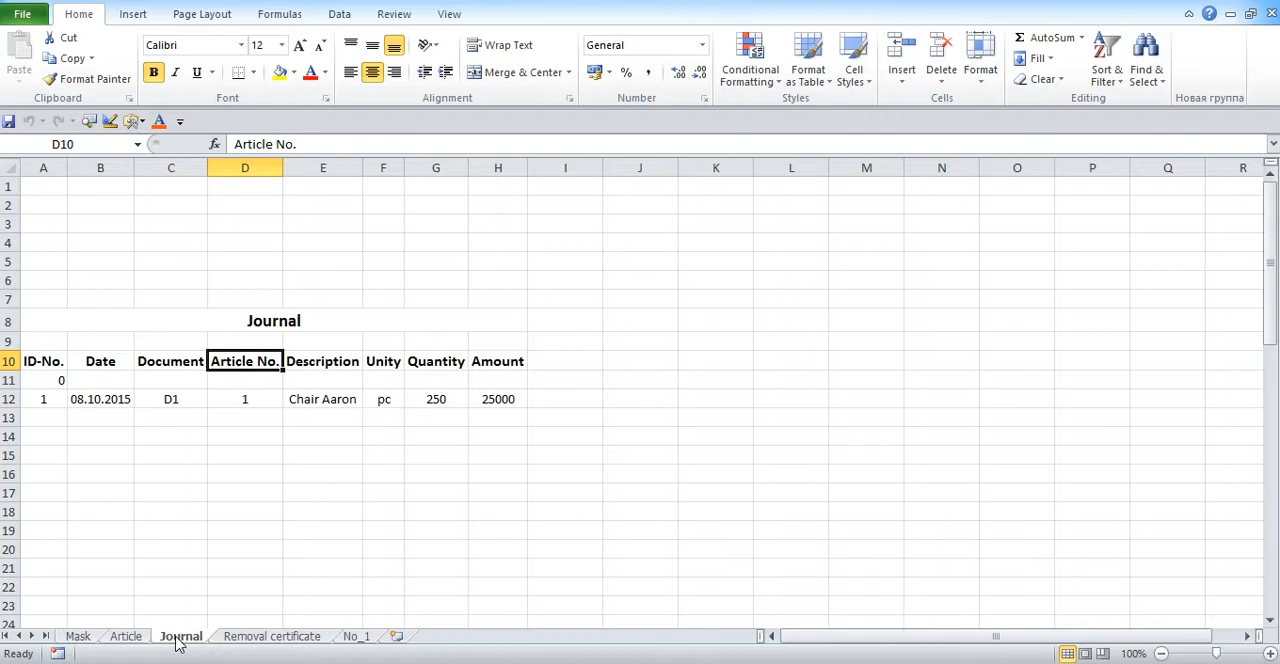 File Home Insert Page Layout Formulas Data Review View
Cut Calibri 12 A A Wrap Text General Σ AutoSum
Paste Copy Conditional Formatting Format as Table Cell Styles Insert Delete Format Fill Sort & Filter Find & Select
Format Painter B I U A Merge & Center % , Clear
Clipboard Font Alignment Number Styles Cells Editing Новая группа
D10 fx Article No.
A B C D E F G H I J K L M N O P Q R
1
2
3
4
5
6
7
8 Journal
9
10 ID-No. Date Document Article No. Description Unity Quantity Amount
11 0
12 1 08.10.2015 D1 1 Chair Aaron pc 250 25000
13
14
15
16
17
18
19
20
21
22
23
24
Mask Article Journal Removal certificate No_1
Ready 100%